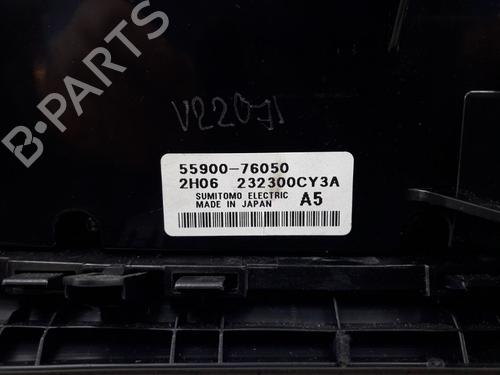 B-PARTS
V22071
55900-76050
2H06 232300CY3A
SUMITOMO ELECTRIC
MADE IN JAPAN A5